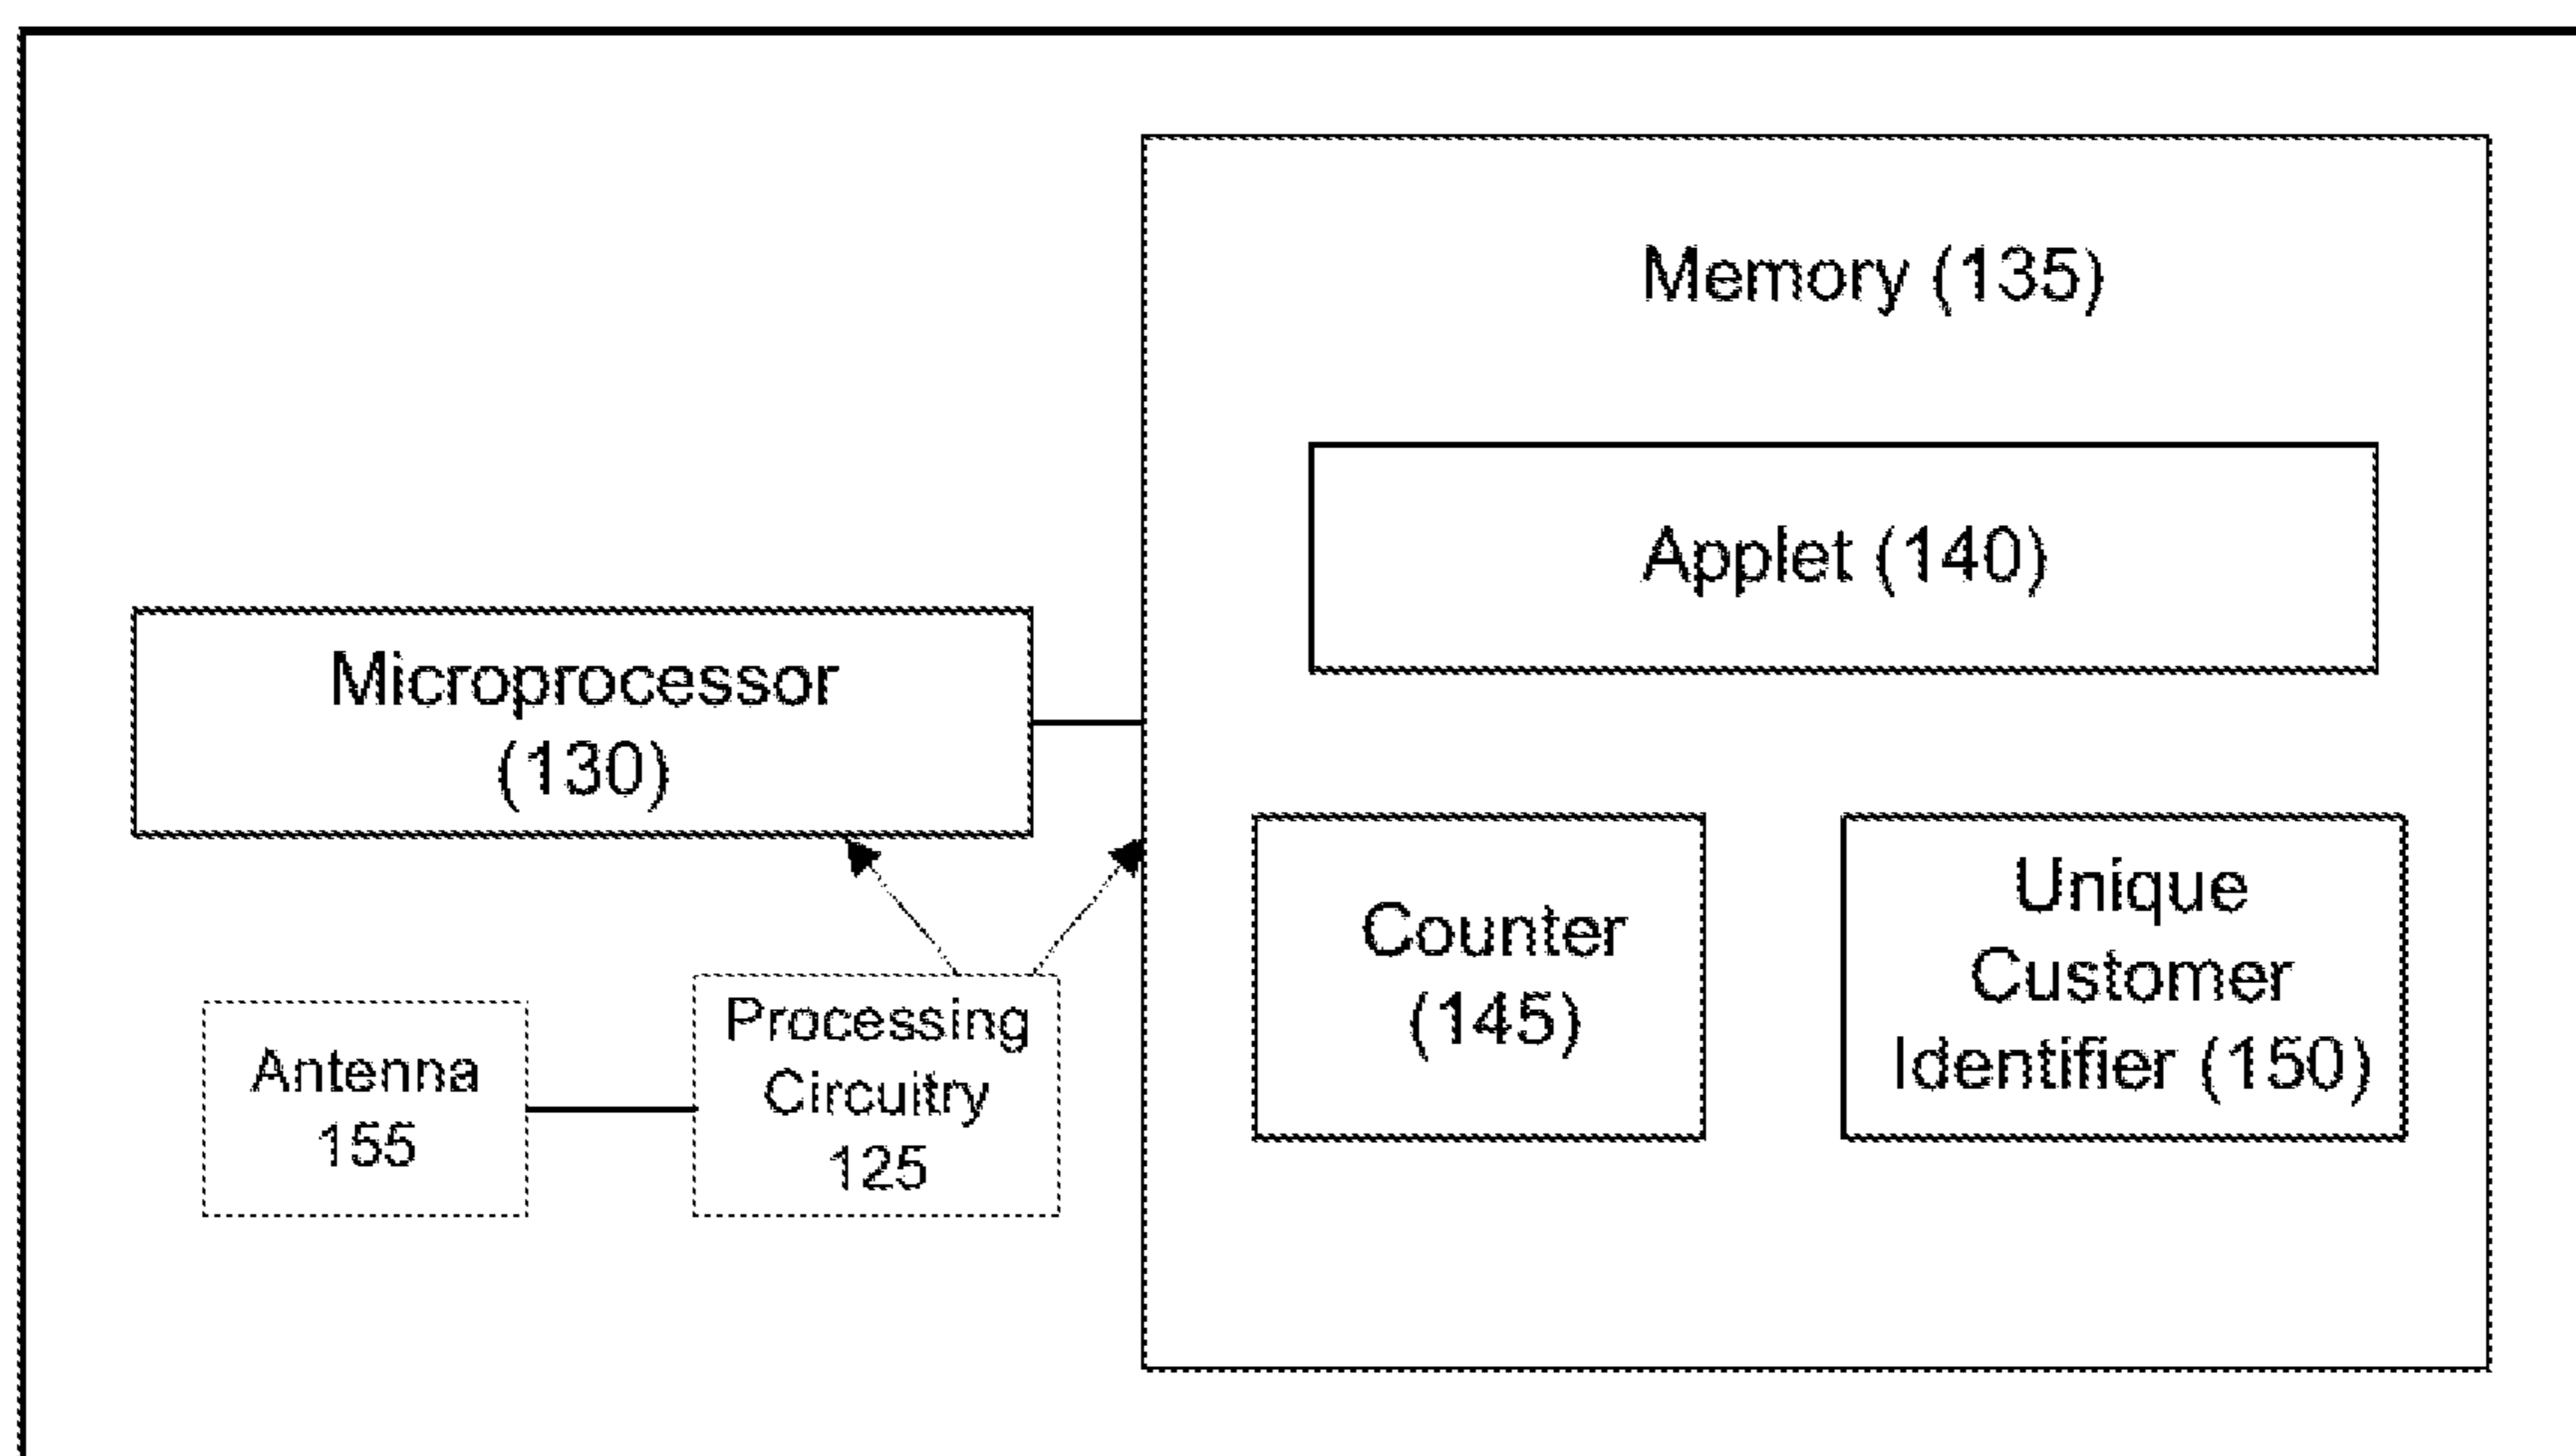 Memory (135)
Applet (140)
Microprocessor
(130)
Counter
(145)
Unique
Customer
Identifier (150)
Antenna
155
Processing
Circuitry
125